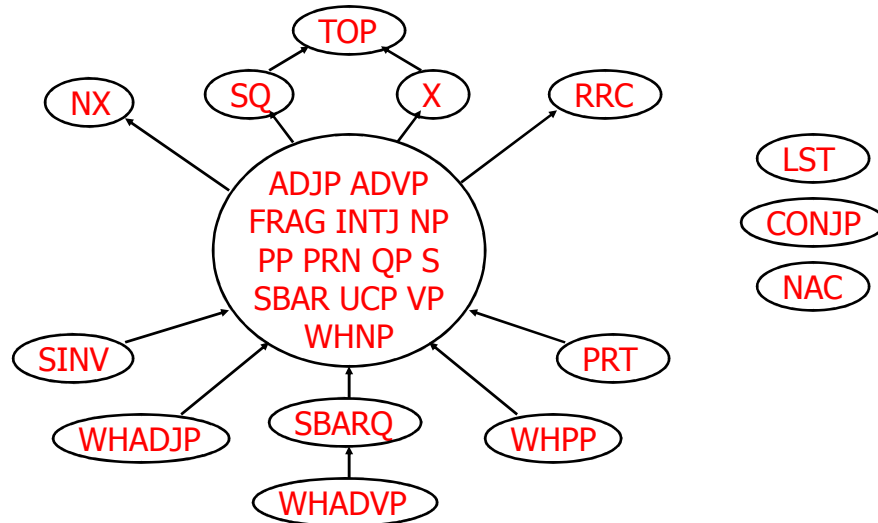 TOP
SQ
X
NX
RRC
ADJP ADVP
FRAG INTJ NP
PP PRN QP S
SBAR UCP VP
WHNP
LST
CONJP
NAC
SINV
PRT
WHADJP
SBARQ
WHPP
WHADVP